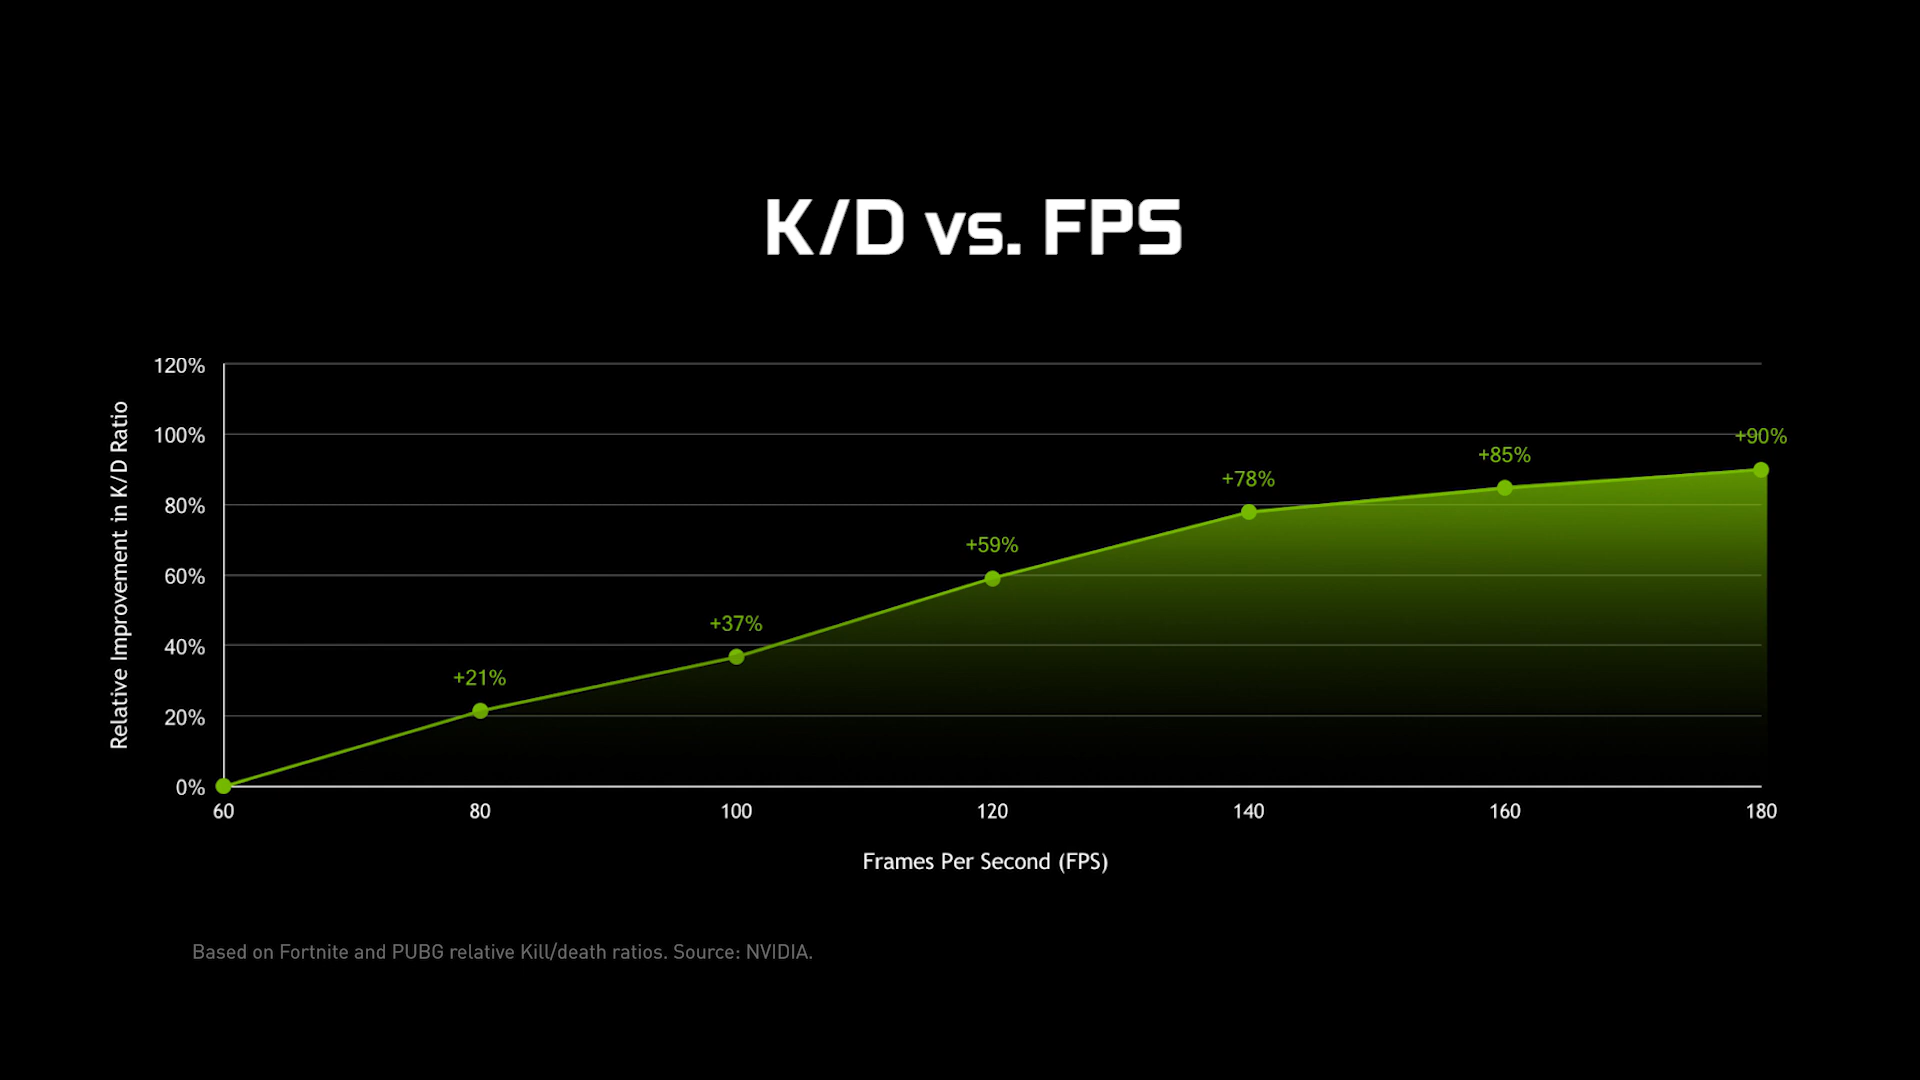 K/D vs. FPS
120%
100%
80%
60%
40%
20%
0%
Relative Improvement in K/D Ratio
+21%
+37%
+59%
+78%
+85%
+90%
60 80 100 120 140 160 180
Frames Per Second (FPS)
Based on Fortnite and PUBG relative Kill/death ratios. Source: NVIDIA.